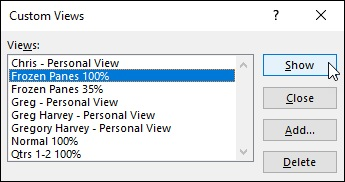 Custom Views
?
Views:
Chris - Personal View
Frozen Panes 100%
Frozen Panes 35%
Greg - Personal View
Greg Harvey - Personal View
Gregory Harvey - Personal View
Normal 100%
Qtrs 1-2 100%
Show
Close
Add...
Delete